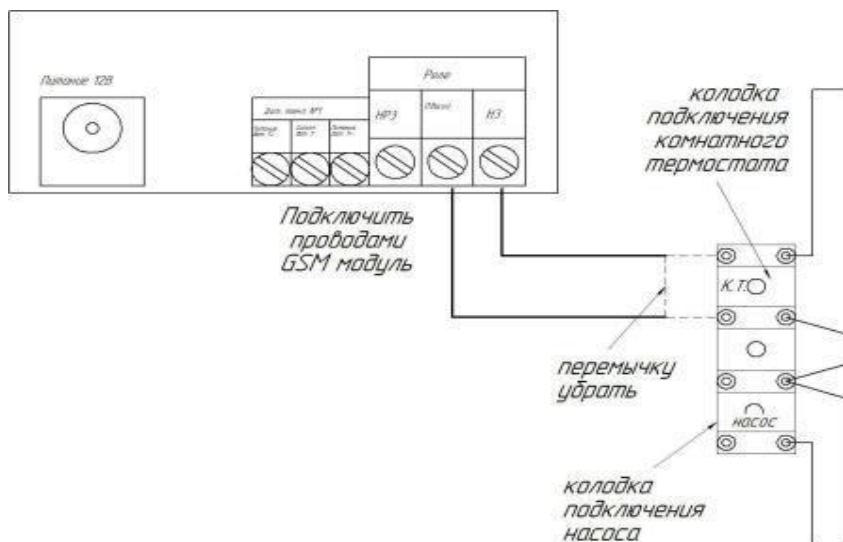 Питание 12В
Реле
НРЗ
НЗ
колодка
подключения
комнатного
термостата
Подключить
проводами
GSM модуль
К.Т.
перемычку
убрать
насос
колодка
подключения
насоса